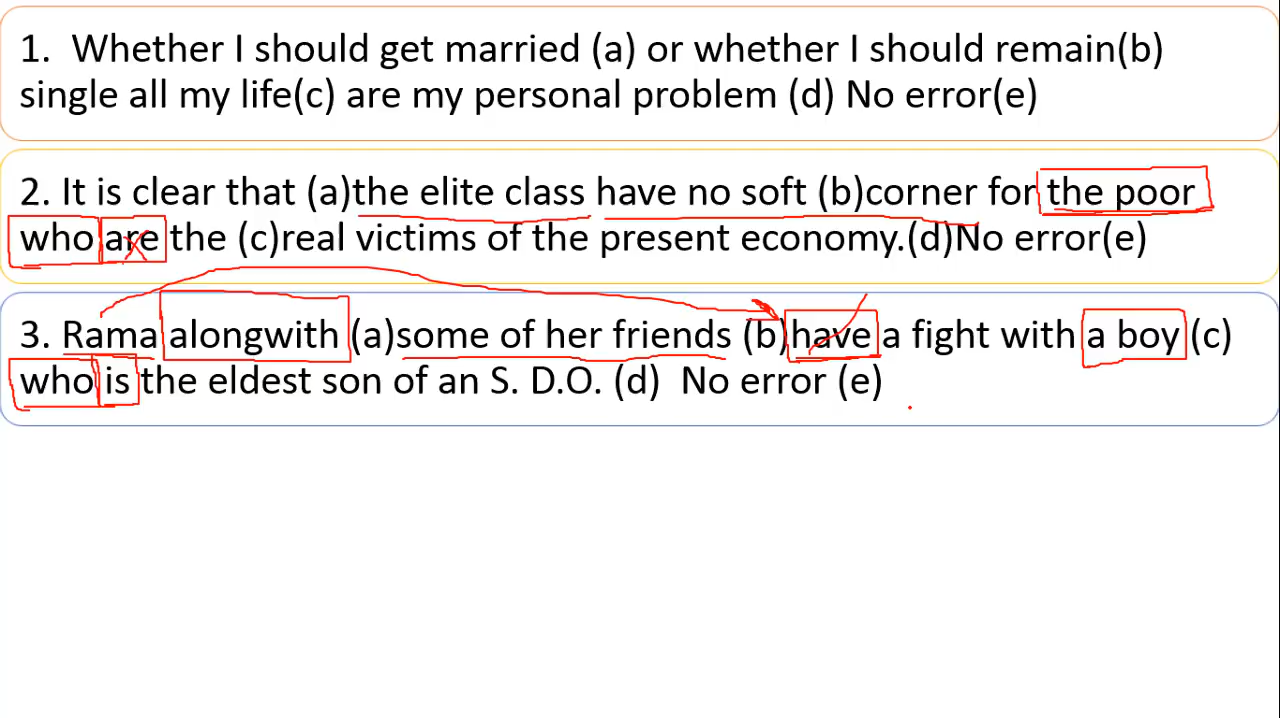 1. Whether I should get married (a) or whether I should remain(b)
single all my life(c) are my personal problem (d) No error(e)
2. It is clear that (a)the elite class have no soft (b)corner for the poor
who are the (c)real victims of the present economy.(d)No error(e)
3. Rama alongwith (a)some of her friends (b)have a fight with a boy (c)
who is the eldest son of an S. D.O. (d) No error (e)